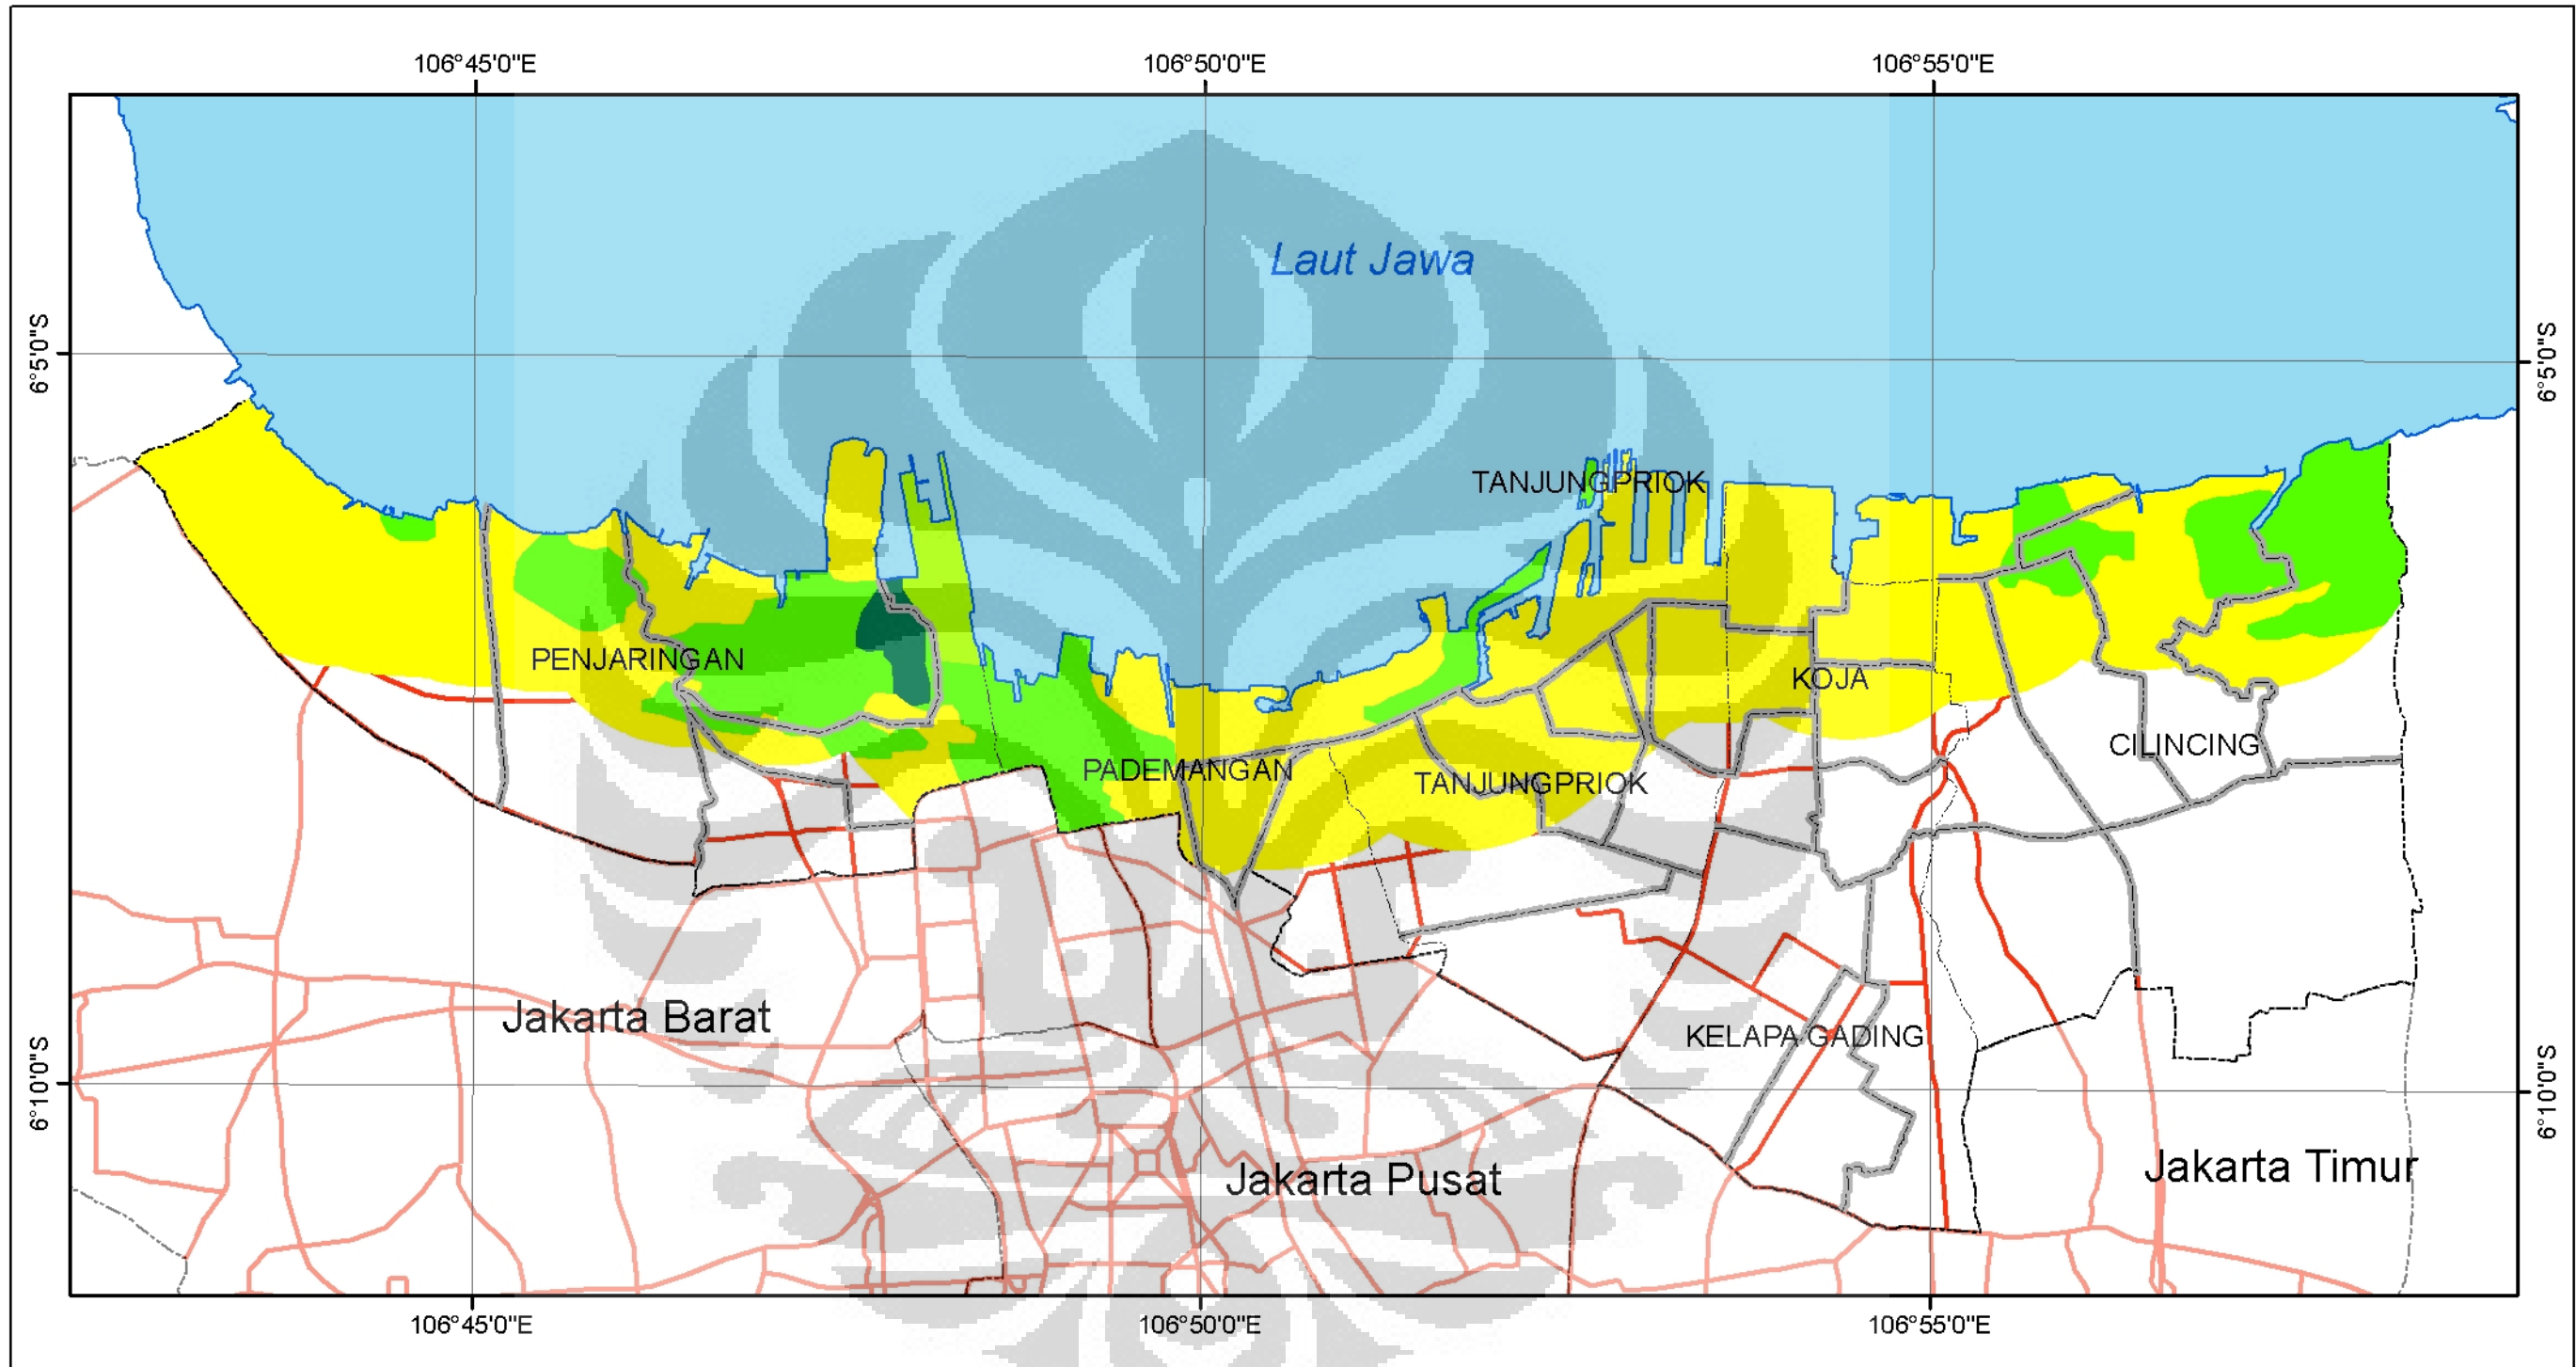 106°45'0"E
106°50'0"E
106°55'0"E
Laut Jawa
6°5'0"S
6°5'0"S
TANJUNGPRIOK
PENJARINGAN
KOJA
CILINCING
PADEMANGAN
TANJUNGPRIOK
Jakarta Barat
KELAPA GADING
6°10'0"S
6°10'0"S
Jakarta Pusat
Jakarta Timur
106°45'0"E
106°50'0"E
106°55'0"E